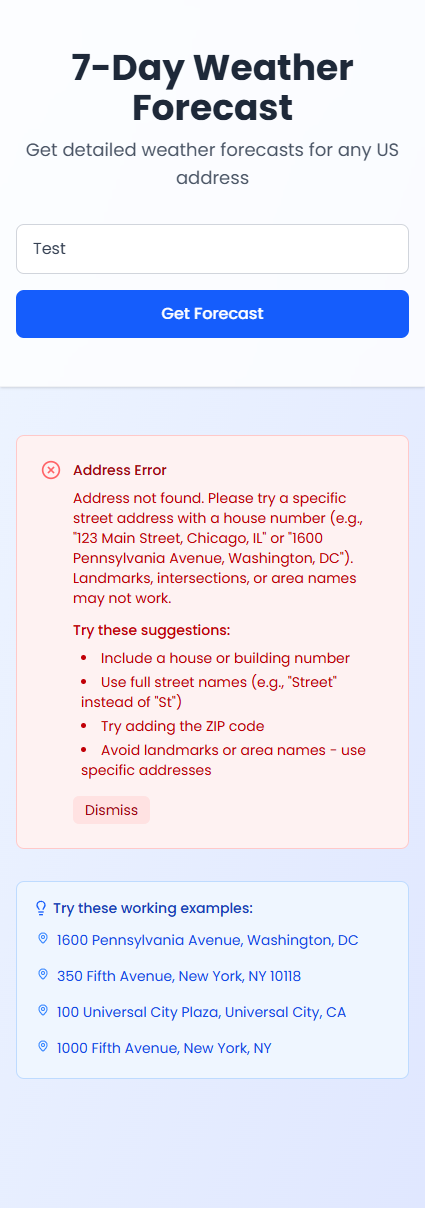 7-Day Weather
Forecast
Get detailed weather forecasts for any US
address
Test
Get Forecast
Address Error
Address not found. Please try a specific
street address with a house number (e.g.,
"123 Main Street, Chicago, IL" or "1600
Pennsylvania Avenue, Washington, DC").
Landmarks, intersections, or area names
may not work.
Try these suggestions:
• Include a house or building number
• Use full street names (e.g., "Street"
instead of "St")
• Try adding the ZIP code
• Avoid landmarks or area names - use
specific addresses
Dismiss
Try these working examples:
1600 Pennsylvania Avenue, Washington, DC
350 Fifth Avenue, New York, NY 10118
100 Universal City Plaza, Universal City, CA
1000 Fifth Avenue, New York, NY